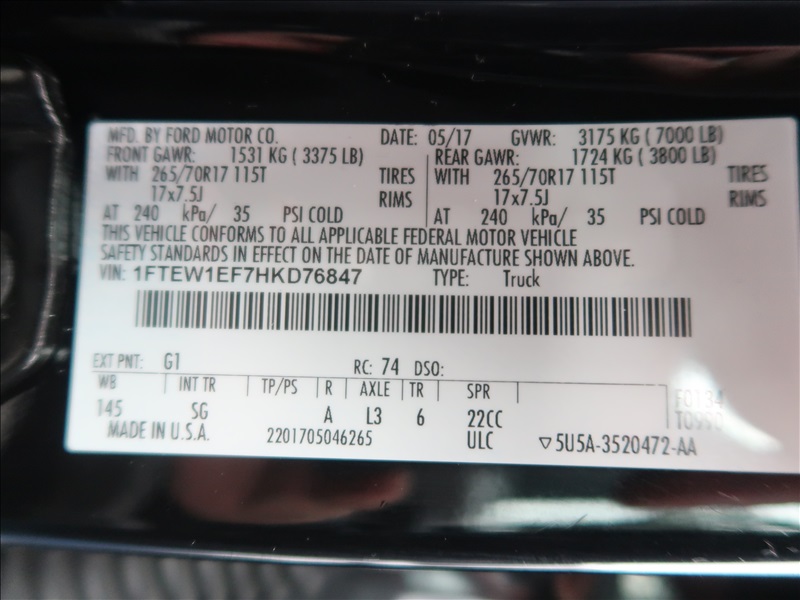 MFD. BY FORD MOTOR CO. DATE: 05/17 GVWR: 3175 KG ( 7000 LB)
FRONT GAWR: 1531 KG ( 3375 LB) REAR GAWR: 1724 KG ( 3800 LB)
WITH 265/70R17 115T TIRES WITH 265/70R17 115T TIRES
17x7.5J RIMS 17x7.5J RIMS
AT 240 kPa/ 35 PSI COLD AT 240 kPa/ 35 PSI COLD
THIS VEHICLE CONFORMS TO ALL APPLICABLE FEDERAL MOTOR VEHICLE
SAFETY STANDARDS IN EFFECT ON THE DATE OF MANUFACTURE SHOWN ABOVE.
VIN: 1FTEW1EF7HKD76847 TYPE: Truck
EXT PNT: G1 RC: 74 DSO:
WB INT TR TP/PS R AXLE TR SPR
145 SG A L3 6 22CC F0134
MADE IN U.S.A. 2201705046265 ULC T0990
▽5U5A-3520472-AA